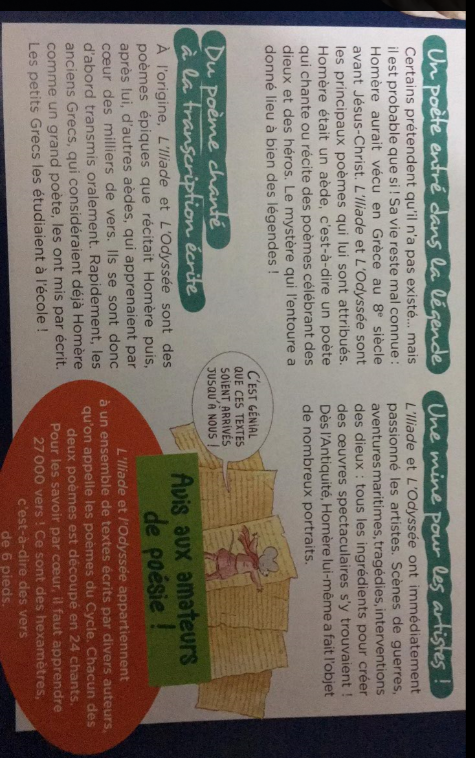 Un poète entré dans la légende
Certains prétendent qu'il n'a pas existé... mais
il est probable que si ! Sa vie reste mal connue :
Homère aurait vécu en Grèce au 8e siècle
avant Jésus-Christ. L'Iliade et L'Odyssée sont
les principaux poèmes qui lui sont attribués.
Homère était un aède, c'est-à-dire un poète
qui chante ou récite des poèmes célébrant des
dieux et des héros. Le mystère qui l'entoure a
donné lieu à bien des légendes !
Du poème chanté
à la transcription écrite
À l'origine, L'Iliade et L'Odyssée sont des
poèmes épiques que récitait Homère puis,
après lui, d'autres aèdes, qui apprenaient par
cœur des milliers de vers. Ils se sont donc
d'abord transmis oralement. Rapidement, les
anciens Grecs, qui considéraient déjà Homère
comme un grand poète, les ont mis par écrit.
Les petits Grecs les étudiaient à l'école !
Une mine pour les artistes !
L'Iliade et L'Odyssée ont immédiatement
passionné les artistes. Scènes de guerres,
aventures maritimes, tragédies, interventions
des dieux : tous les ingrédients pour créer
des œuvres spectaculaires s'y trouvaient !
Dès l'Antiquité, Homère lui-même a fait l'objet
de nombreux portraits.
C'EST GÉNIAL
QUE CES TEXTES
SOIENT ARRIVÉS
JUSQU'À NOUS !
Avis aux amateurs
de poésie !
L'Iliade et l'Odyssée appartiennent
à un ensemble de textes écrits par divers auteurs,
qu'on appelle les poèmes du Cycle. Chacun des
deux poèmes est découpé en 24 chants.
Pour les savoir par cœur, il faut apprendre
27 000 vers ! Ce sont des hexamètres,
c'est-à-dire des vers
de 6 pieds.